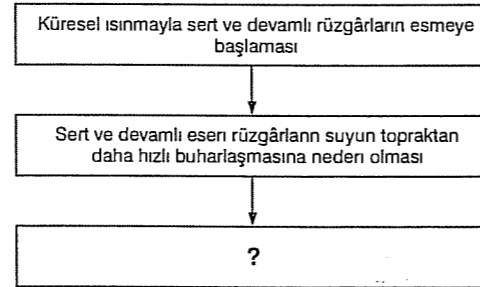 Küresel ısınmayla sert ve devamlı rüzgârların esmeye
başlaması
Sert ve devamlı esen rüzgârlann suyun topraktan
daha hızlı buharlaşmasına neden olması
?